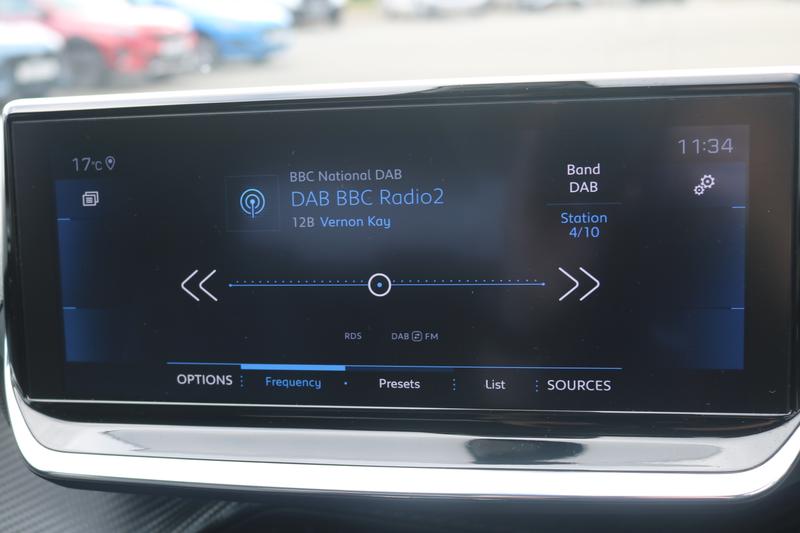 17°C
11:34
BBC National DAB
DAB BBC Radio2
12B Vernon Kay
Band
DAB
Station
4/10
RDS
DAB FM
OPTIONS
Frequency
Presets
List
SOURCES